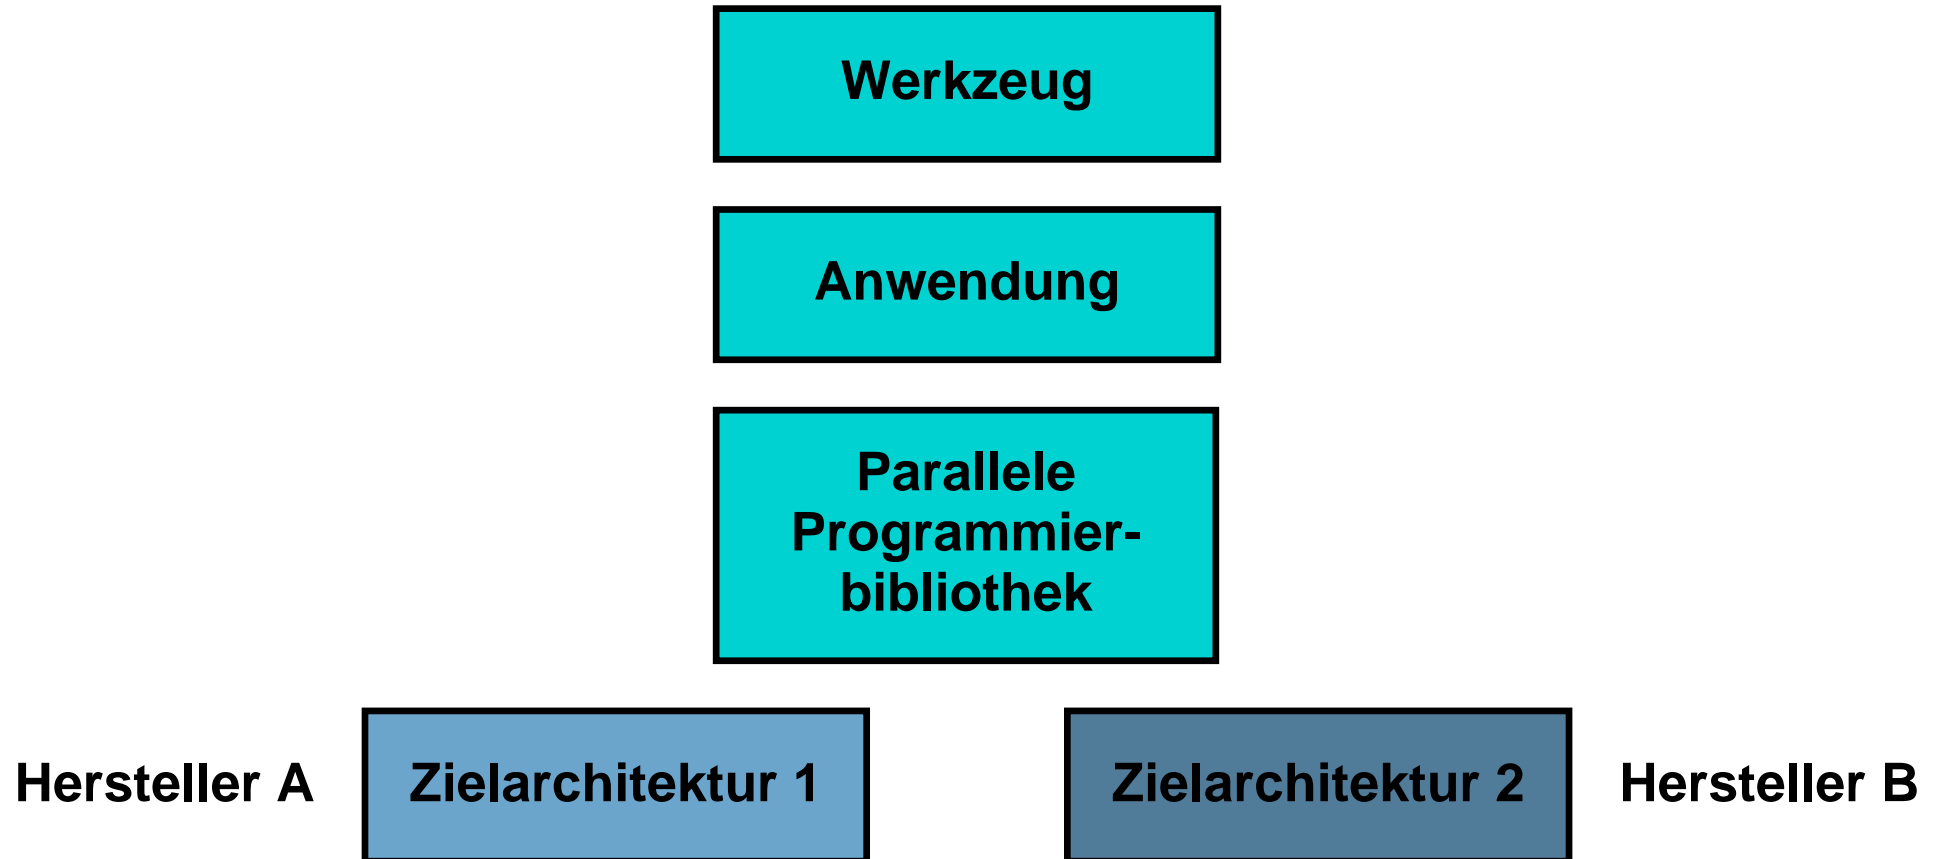 Werkzeug
Anwendung
Parallele
Programmier-
bibliothek
Hersteller A Zielarchitektur 1 Zielarchitektur 2 Hersteller B